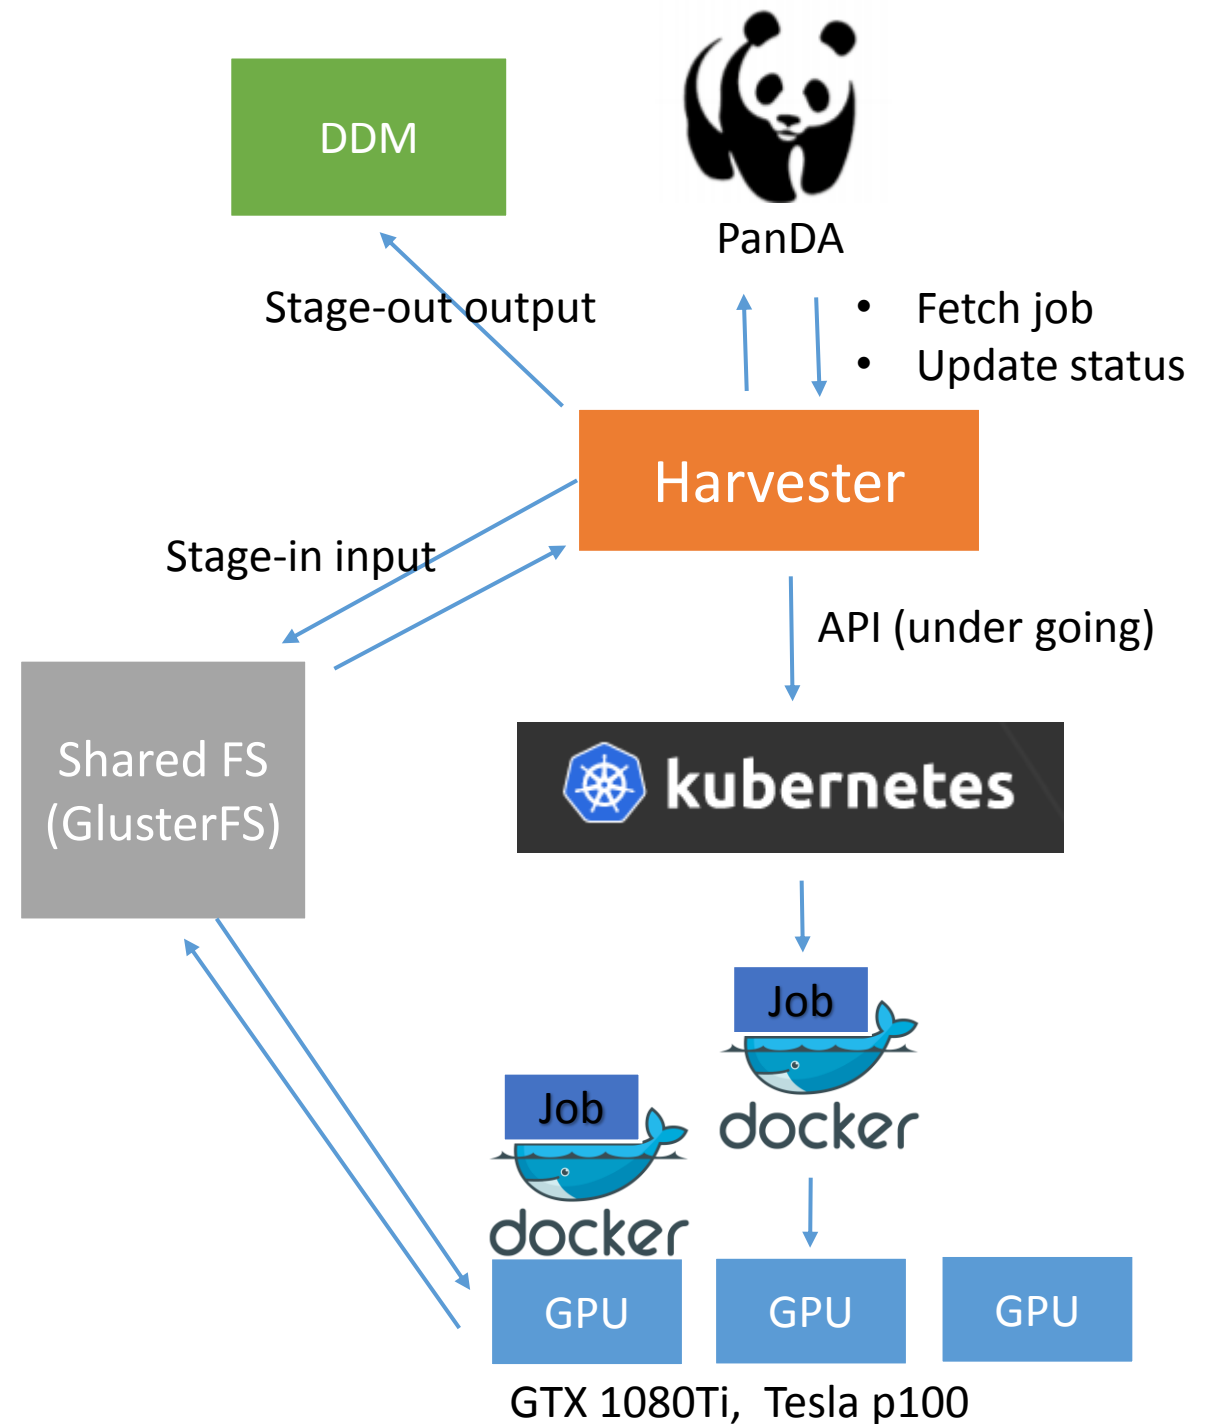 DDM
PanDA
Stage-out output
• Fetch job
• Update status
Harvester
Stage-in input
API (under going)
Shared FS
(GlusterFS)
kubernetes
Job
docker
Job
docker
GPU
GPU
GPU
GTX 1080Ti, Tesla p100